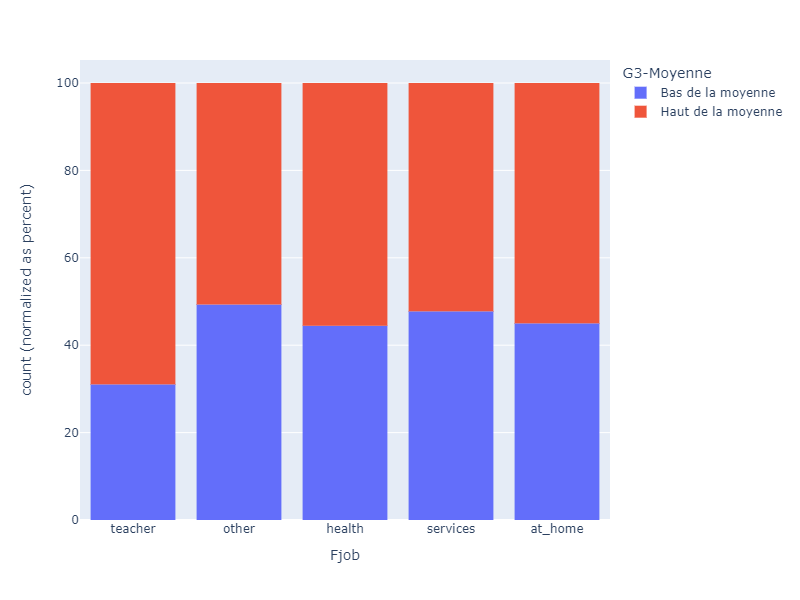 G3-Moyenne
Bas de la moyenne
Haut de la moyenne
count (normalized as percent)
100
80
60
40
20
0
teacher other health services at_home
Fjob